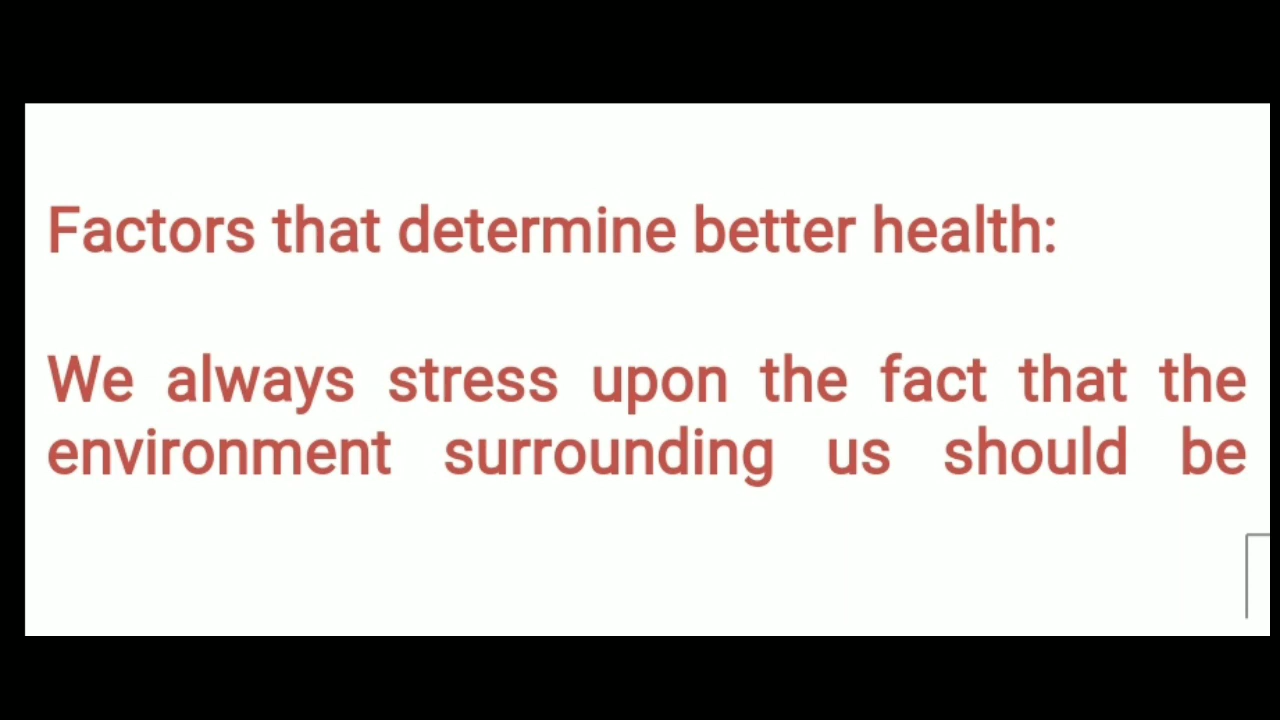 Factors that determine better health:
We always stress upon the fact that the
environment surrounding us should be